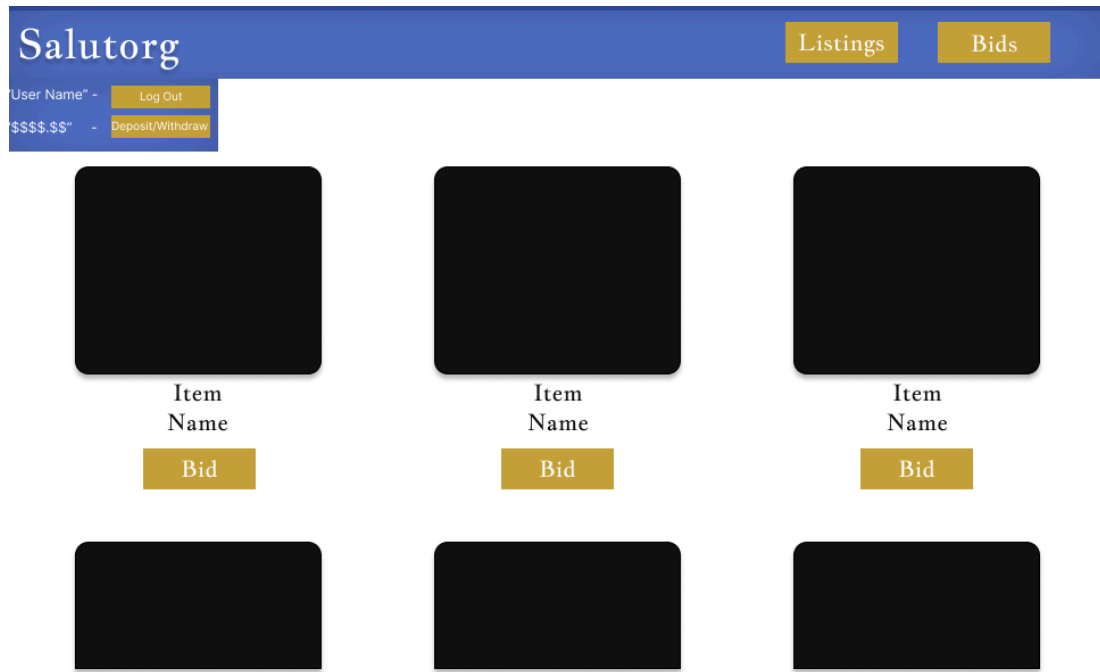 Salutorg
Listings
Bids
"User Name" -
Log Out
"$$$$.$$" -
Deposit/Withdraw
Item
Name
Item
Name
Item
Name
Bid
Bid
Bid